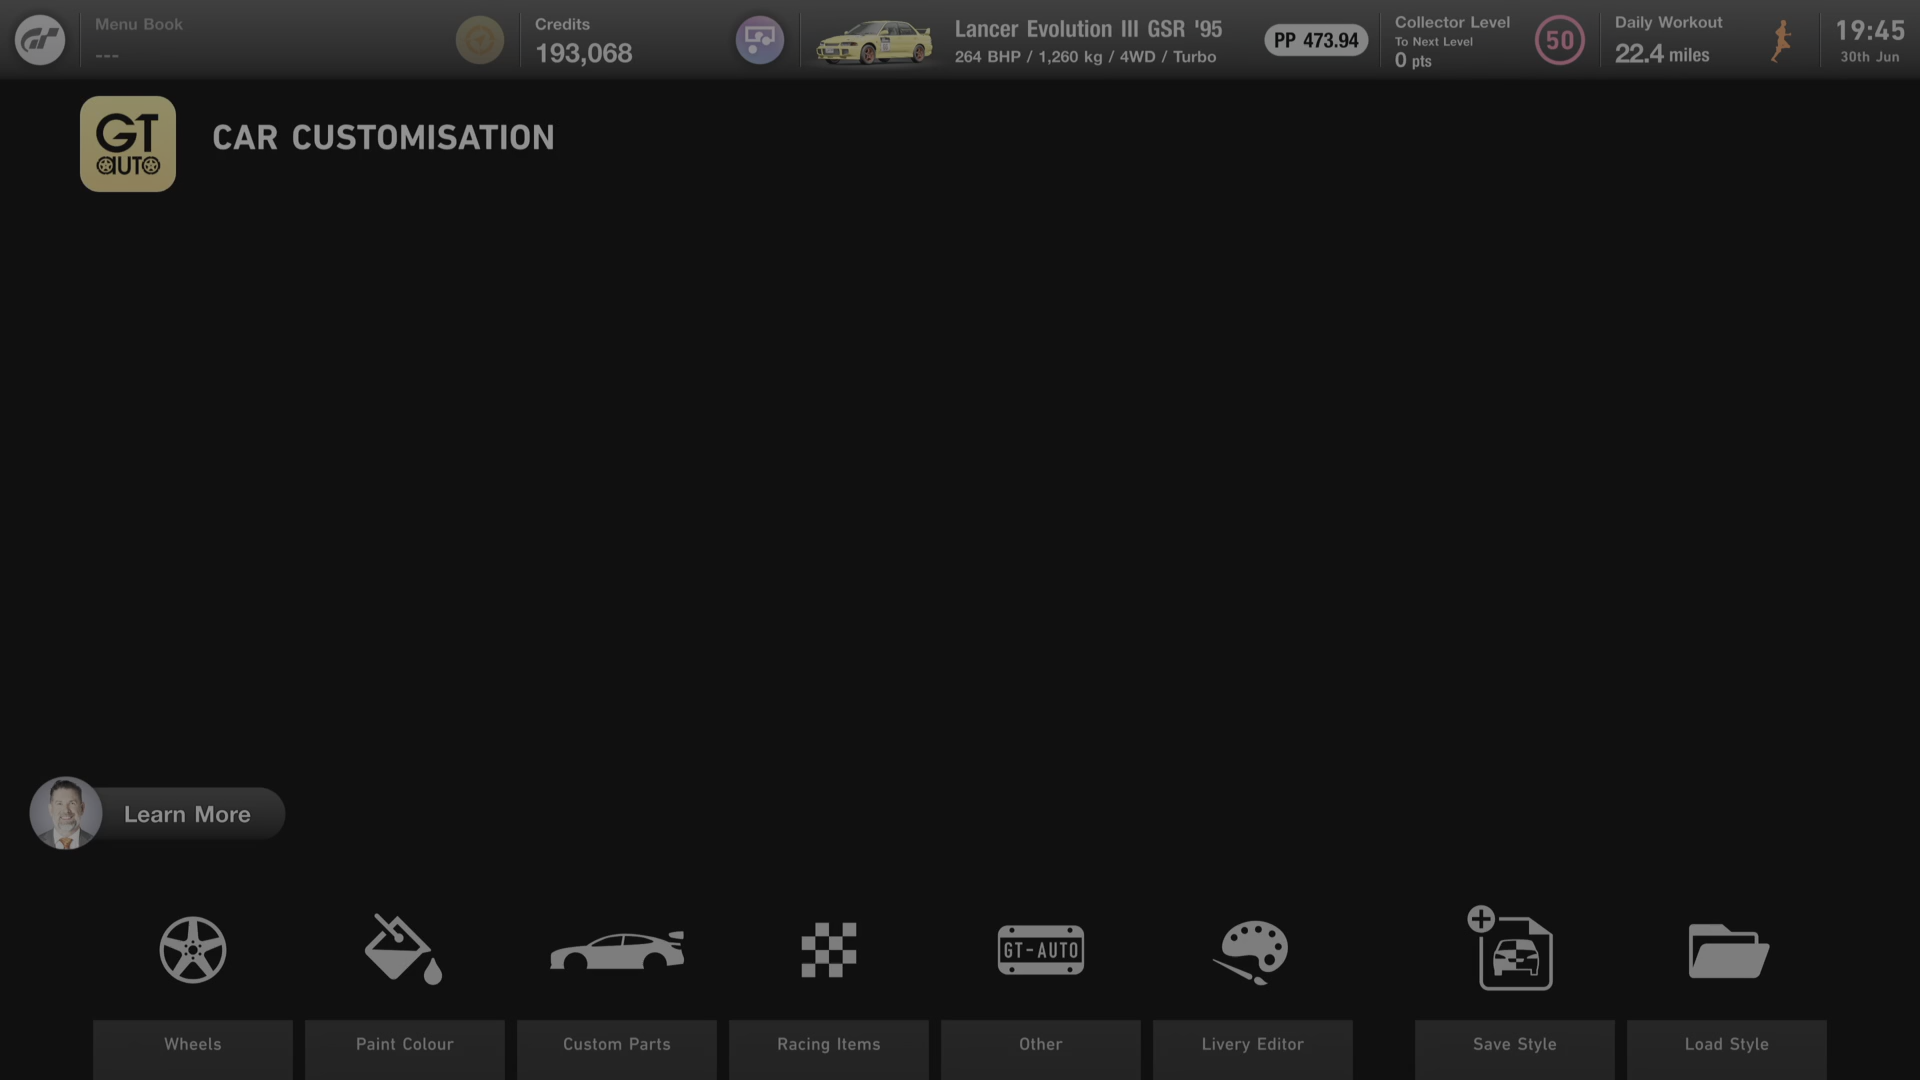 Menu Book
---
Credits
193,068
Lancer Evolution III GSR '95
264 BHP / 1,260 kg / 4WD / Turbo
PP 473.94
Collector Level
To Next Level
0 pts
50
Daily Workout
22.4 miles
19:45
30th Jun
GT
auto
CAR CUSTOMISATION
Learn More
GT-AUTO
Wheels
Paint Colour
Custom Parts
Racing Items
Other
Livery Editor
Save Style
Load Style